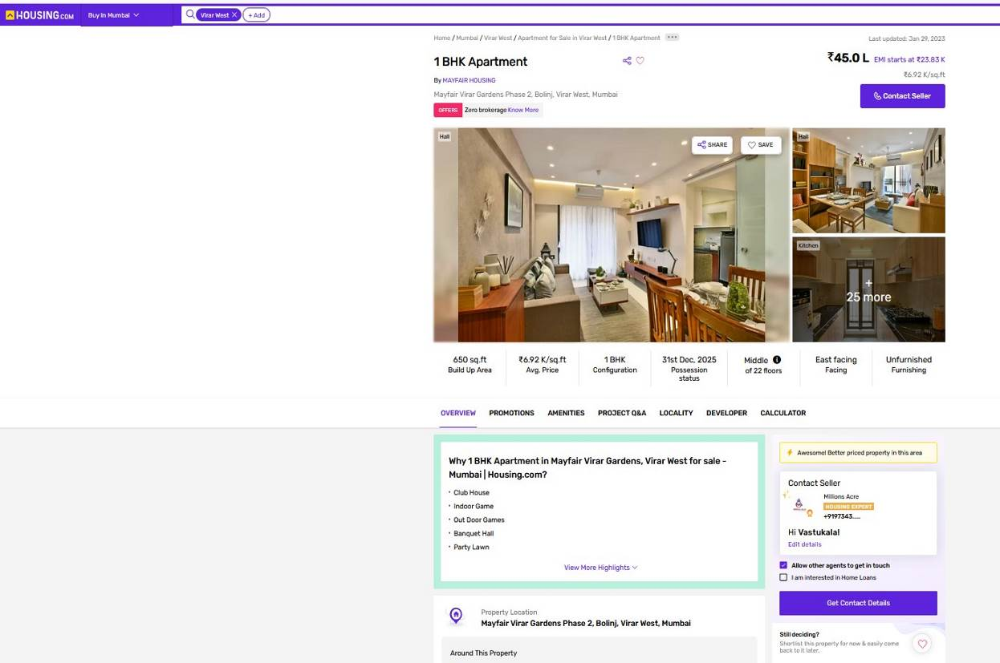 HOUSING.COM
Buy In Mumbai
Virar West
+ Add
Home / Mumbai / Virar West / Apartment for Sale in Virar West / 1 BHK Apartment
Last updated: Jan 29, 2023
1 BHK Apartment
₹45.0 L EMI starts at ₹23.83 K
By MAYFAIR HOUSING
₹6.92 K/sq.ft
Mayfair Virar Gardens Phase 2, Bolinj, Virar West, Mumbai
Contact Seller
OFFERS Zero brokerage Know More
Hall
SHARE
SAVE
Hall
Kitchen
+
25 more
650 sq.ft
Build Up Area
₹6.92 K/sq.ft
Avg. Price
1 BHK
Configuration
31st Dec, 2025
Possession
status
Middle
of 22 floors
East facing
Facing
Unfurnished
Furnishing
OVERVIEW PROMOTIONS AMENITIES PROJECT Q&A LOCALITY DEVELOPER CALCULATOR
Why 1 BHK Apartment in Mayfair Virar Gardens, Virar West for sale -
Mumbai | Housing.com?
· Club House
· Indoor Game
· Out Door Games
· Banquet Hall
· Party Lawn
View More Highlights
Property Location
Mayfair Virar Gardens Phase 2, Bolinj, Virar West, Mumbai
Around This Property
Awesome! Better priced property in this area
Contact Seller
Millions Acre
HOUSING EXPERT
+9197343.....
Hi Vastukala!
Edit details
Allow other agents to get in touch
I am interested in Home Loans
Get Contact Details
Still deciding?
Shortlist this property for now & easily come
back to it later.